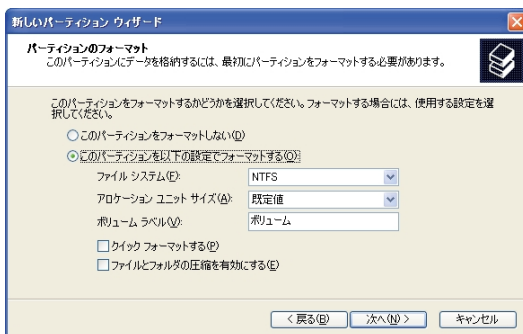 新しいパーティション ウィザード
パーティションのフォーマット
このパーティションにデータを格納するには、最初にパーティションをフォーマットする必要があります。
このパーティションをフォーマットするかどうかを選択してください。フォーマットする場合には、使用する設定を選
択してください。
このパーティションをフォーマットしない(D)
このパーティションを以下の設定でフォーマットする(O):
ファイル システム(F): NTFS
アロケーション ユニット サイズ(A): 既定値
ボリューム ラベル(V): ボリューム
クイック フォーマットする(P)
ファイルとフォルダの圧縮を有効にする(E)
< 戻る(B) 次へ(N) > キャンセル